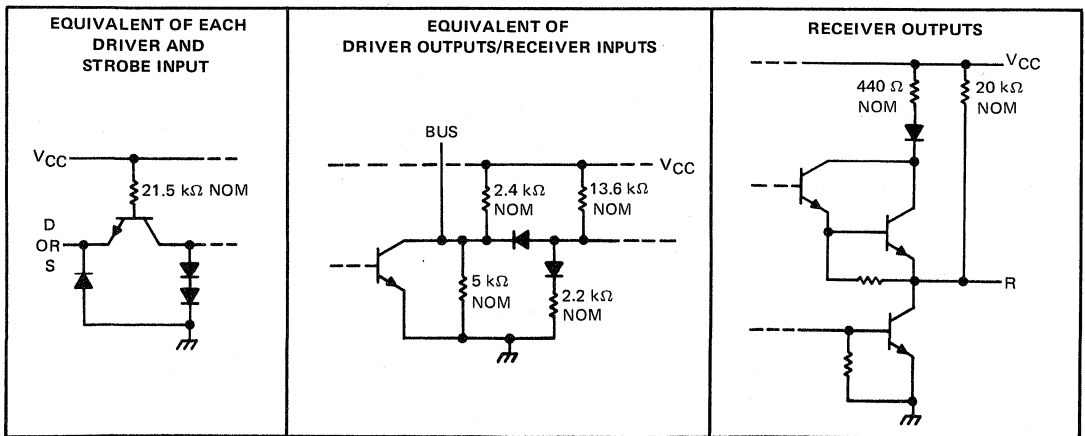 EQUIVALENT OF EACH
DRIVER AND
STROBE INPUT
VCC
21.5 kΩ NOM
D
OR
S
EQUIVALENT OF
DRIVER OUTPUTS/RECEIVER INPUTS
BUS
VCC
2.4 kΩ
NOM
13.6 kΩ
NOM
5 kΩ
NOM
2.2 kΩ
NOM
RECEIVER OUTPUTS
VCC
440 Ω
NOM
20 kΩ
NOM
R